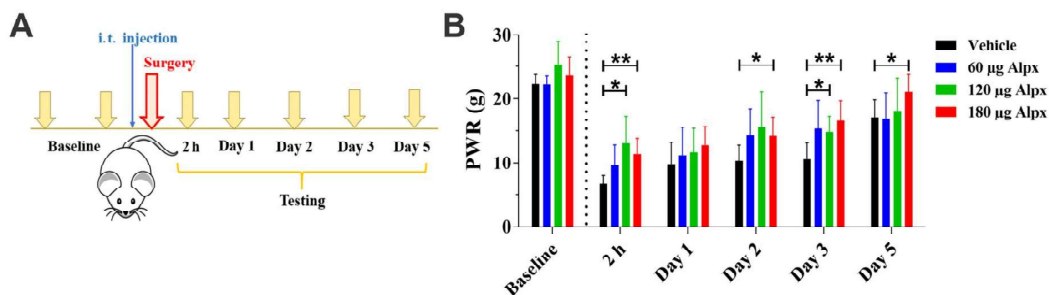 A
i.t. injection
Surgery
Baseline
2 h
Day 1
Day 2
Day 3
Day 5
Testing
B
PWR (g)
30
20
10
0
**
*
*
**
*
*
Vehicle
60 µg Alpx
120 µg Alpx
180 µg Alpx
Baseline
2 h
Day 1
Day 2
Day 3
Day 5